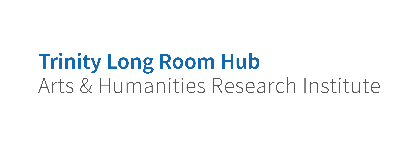 Trinity Long Room Hub
Arts & Humanities Research Institute